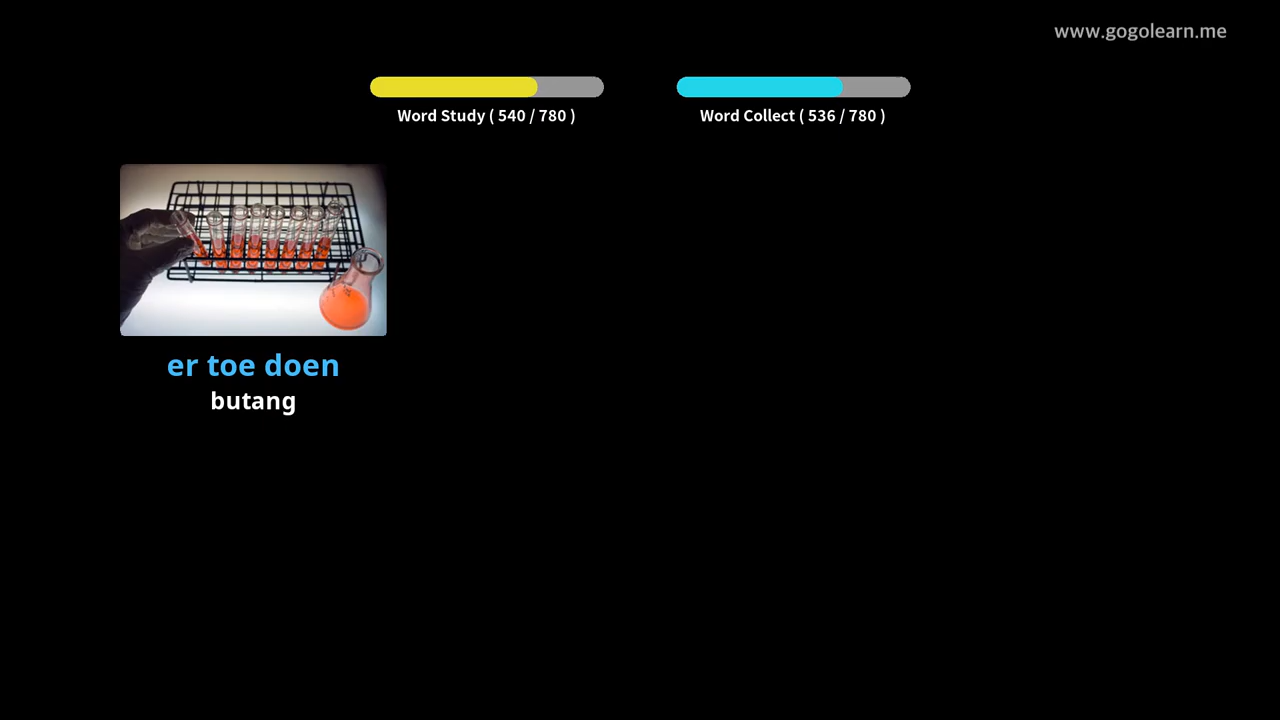 www.gogolearn.me
Word Study ( 540 / 780 )
Word Collect ( 536 / 780 )
er toe doen
butang